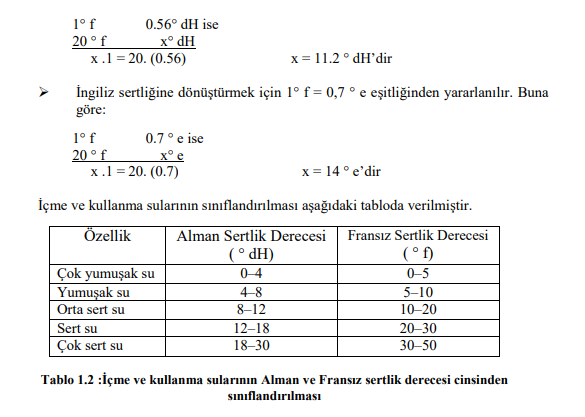 1° f 0.56° dH ise
20 ° f x° dH
x .1 = 20. (0.56) x = 11.2 ° dH’dir
➢ İngiliz sertliğine dönüştürmek için 1° f = 0,7 ° e eşitliğinden yararlanılır. Buna
göre:
1° f 0.7 ° e ise
20 ° f x° e
x .1 = 20. (0.7) x = 14 ° e’dir
İçme ve kullanma sularının sınıflandırılması aşağıdaki tabloda verilmiştir.
Özellik Alman Sertlik Derecesi Fransız Sertlik Derecesi
( ° dH) ( ° f)
Çok yumuşak su 0–4 0–5
Yumuşak su 4–8 5–10
Orta sert su 8–12 10–20
Sert su 12–18 20–30
Çok sert su 18–30 30–50
Tablo 1.2 :İçme ve kullanma sularının Alman ve Fransız sertlik derecesi cinsinden
sınıflandırılması